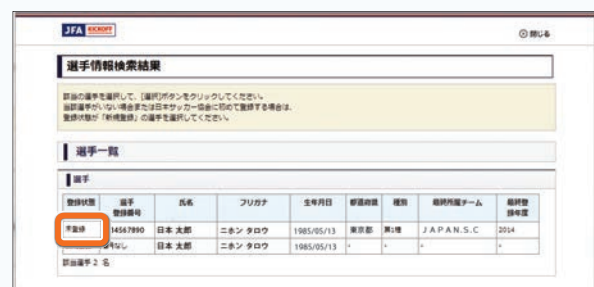 JFA KICKOFF
閉じる
選手情報検索結果
該当の選手を選択して、[選択]ボタンをクリックしてください。
当該選手がいない場合または日本サッカー協会に初めて登録する場合は、
登録状態が「新規登録」の選手を選択してください。
選手一覧
選手
登録状態 選手登録番号 氏名 フリガナ 生年月日 都道府県 種別 最終所属チーム 最終登録年度
未登録 14567890 日本 太郎 ニホン タロウ 1985/05/13 東京都 第1種 JAPAN.S.C 2014
番号なし 日本 太郎 ニホン タロウ 1985/05/13 - - - -
該当選手 2 名